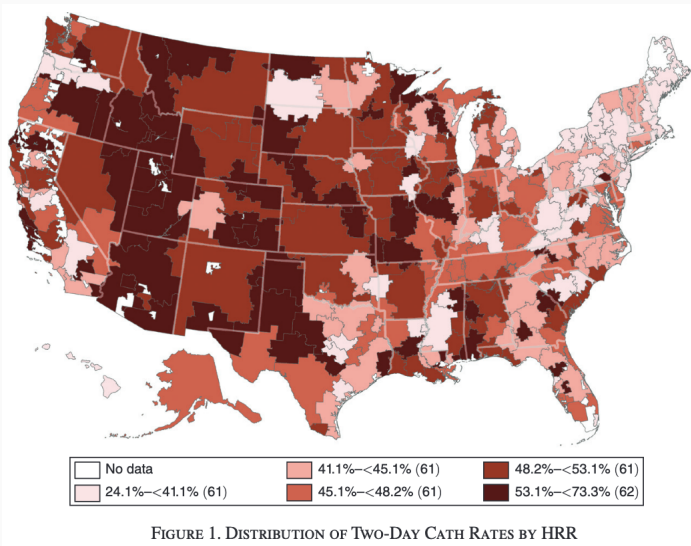 No data
41.1%–<45.1% (61)
48.2%–<53.1% (61)
24.1%–<41.1% (61)
45.1%–<48.2% (61)
53.1%–<73.3% (62)
FIGURE 1. DISTRIBUTION OF TWO-DAY CATH RATES BY HRR